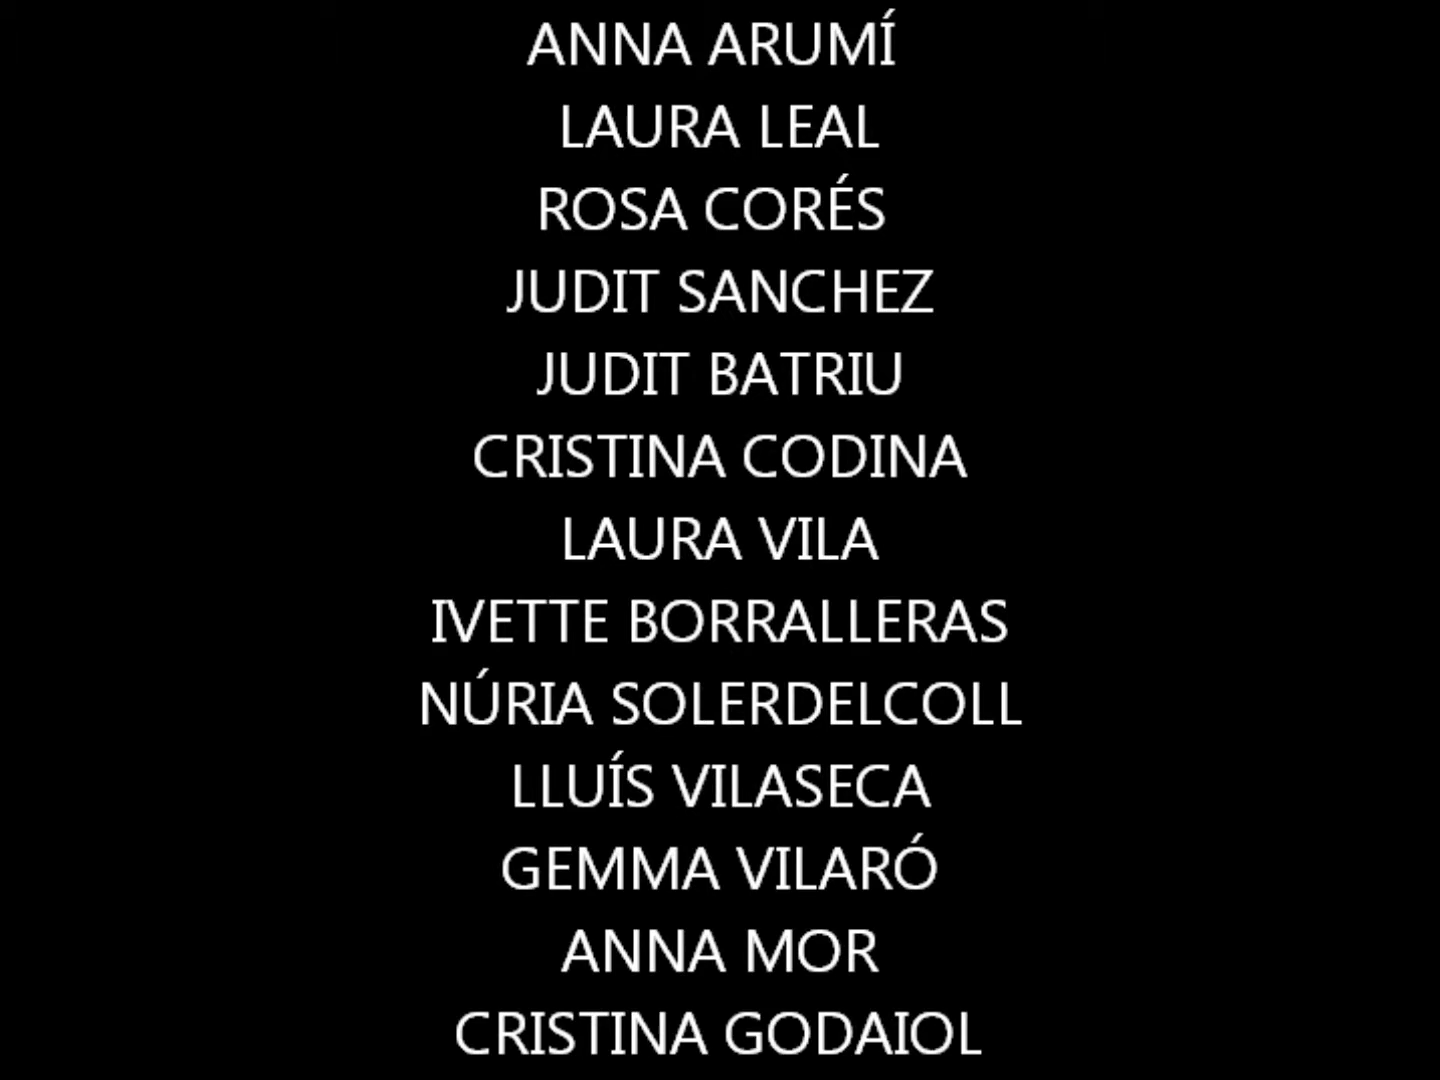 ANNA ARUMÍ
LAURA LEAL
ROSA CORÉS
JUDIT SANCHEZ
JUDIT BATRIU
CRISTINA CODINA
LAURA VILA
IVETTE BORRALLERAS
NÚRIA SOLERDELCOLL
LLUÍS VILASECA
GEMMA VILARÓ
ANNA MOR
CRISTINA GODAIOL